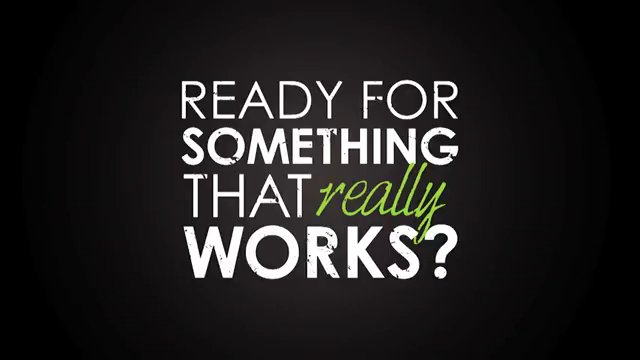 READY FOR
SOMETHING
THAT really
WORKS?